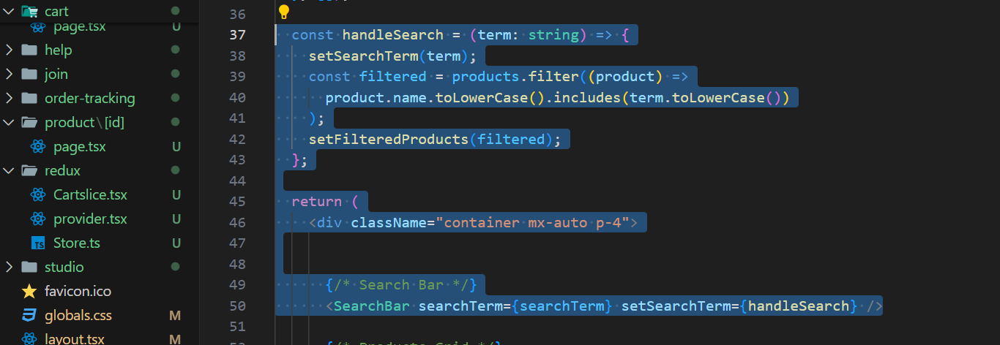 cart
page.tsx U
help
join
order-tracking
product\[id]
page.tsx U
redux
Cartslice.tsx U
provider.tsx U
TS Store.ts U
studio
favicon.ico
globals.css M
layout.tsx M
36
37 const handleSearch = (term: string) => {
38 setSearchTerm(term);
39 const filtered = products.filter((product) =>
40 product.name.toLowerCase().includes(term.toLowerCase())
41 );
42 setFilteredProducts(filtered);
43 };
44
45 return (
46 <div className="container mx-auto p-4">
47
48
49 {/* Search Bar */}
50 <SearchBar searchTerm={searchTerm} setSearchTerm={handleSearch} />
51
{/* Products Grid */}